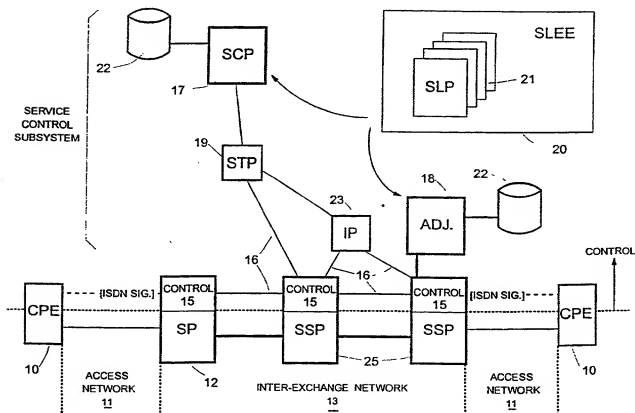 SLEE
22
SCP
SLP
21
17
SERVICE
CONTROL
SUBSYSTEM
20
19
STP
23
18
22
IP
ADJ.
16
16
CONTROL
[ISDN SIG.]
CONTROL
15
CONTROL
15
CONTROL
15
[ISDN SIG.]
CPE
SP
SSP
SSP
CPE
10
12
25
10
ACCESS
NETWORK
11
INTER-EXCHANGE NETWORK
13
ACCESS
NETWORK
11